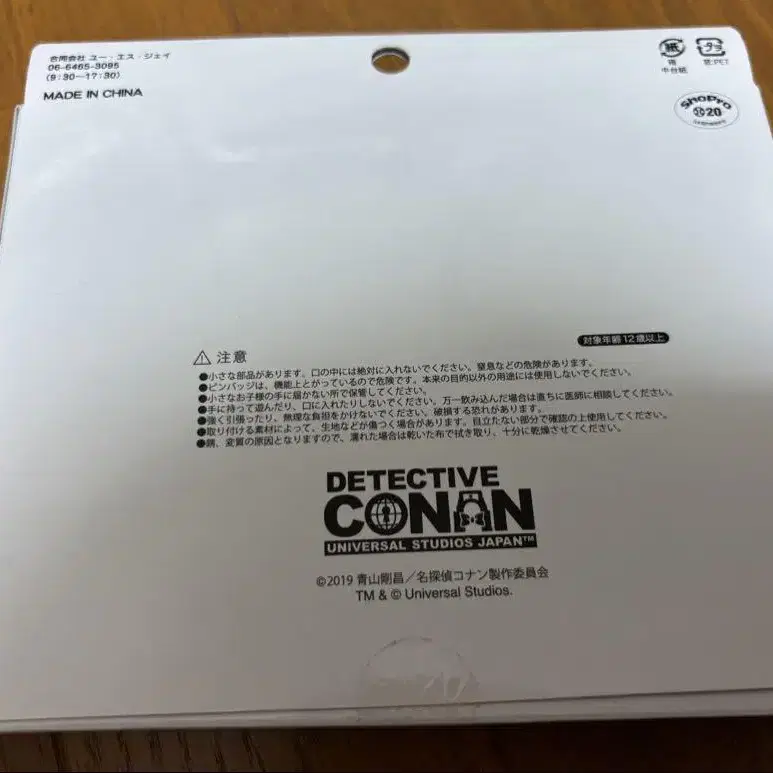 合同会社 ユー・エス・ジェイ
06-6465-3095
(9:30〜17:30)
MADE IN CHINA
紙
箱
中台紙
プラ
窓:PET
ShoPro
20
対象年齢12歳以上
注意
●小さな部品があります。口の中には絶対に入れないでください。窒息などの危険があります。
●ピンバッジは、機能上とがっているので危険です。本来の目的以外の用途には使用しないでください。
●小さなお子様の手に届かない所で保管してください。
●手に持って遊んだり、口に入れたりしないでください。万一飲み込んだ場合は直ちに医師に相談してください。
●強く引張ったり、無理な負担をかけないでください。破損する恐れがあります。
●取り付ける素材によって、生地などが傷つく場合があります。目立たない部分で確認の上使用してください。
●錆、変質の原因となりますので、濡れた場合は乾いた布で拭き取り、十分に乾燥させてください。
DETECTIVE
CONAN
UNIVERSAL STUDIOS JAPAN™
©2019 青山剛昌/名探偵コナン製作委員会
TM & © Universal Studios.